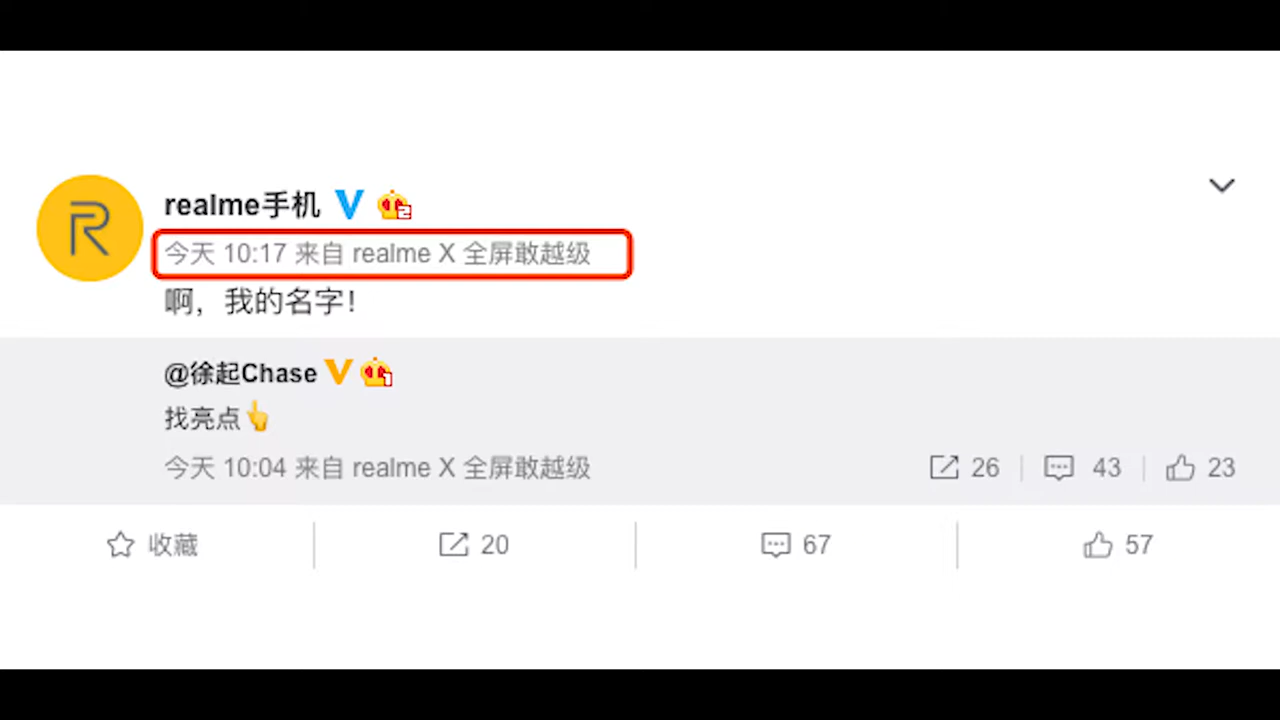 realme手机
今天 10:17 来自 realme X 全屏敢越级
啊，我的名字！
@徐起Chase
找亮点
今天 10:04 来自 realme X 全屏敢越级
26 43 23
收藏 20 67 57